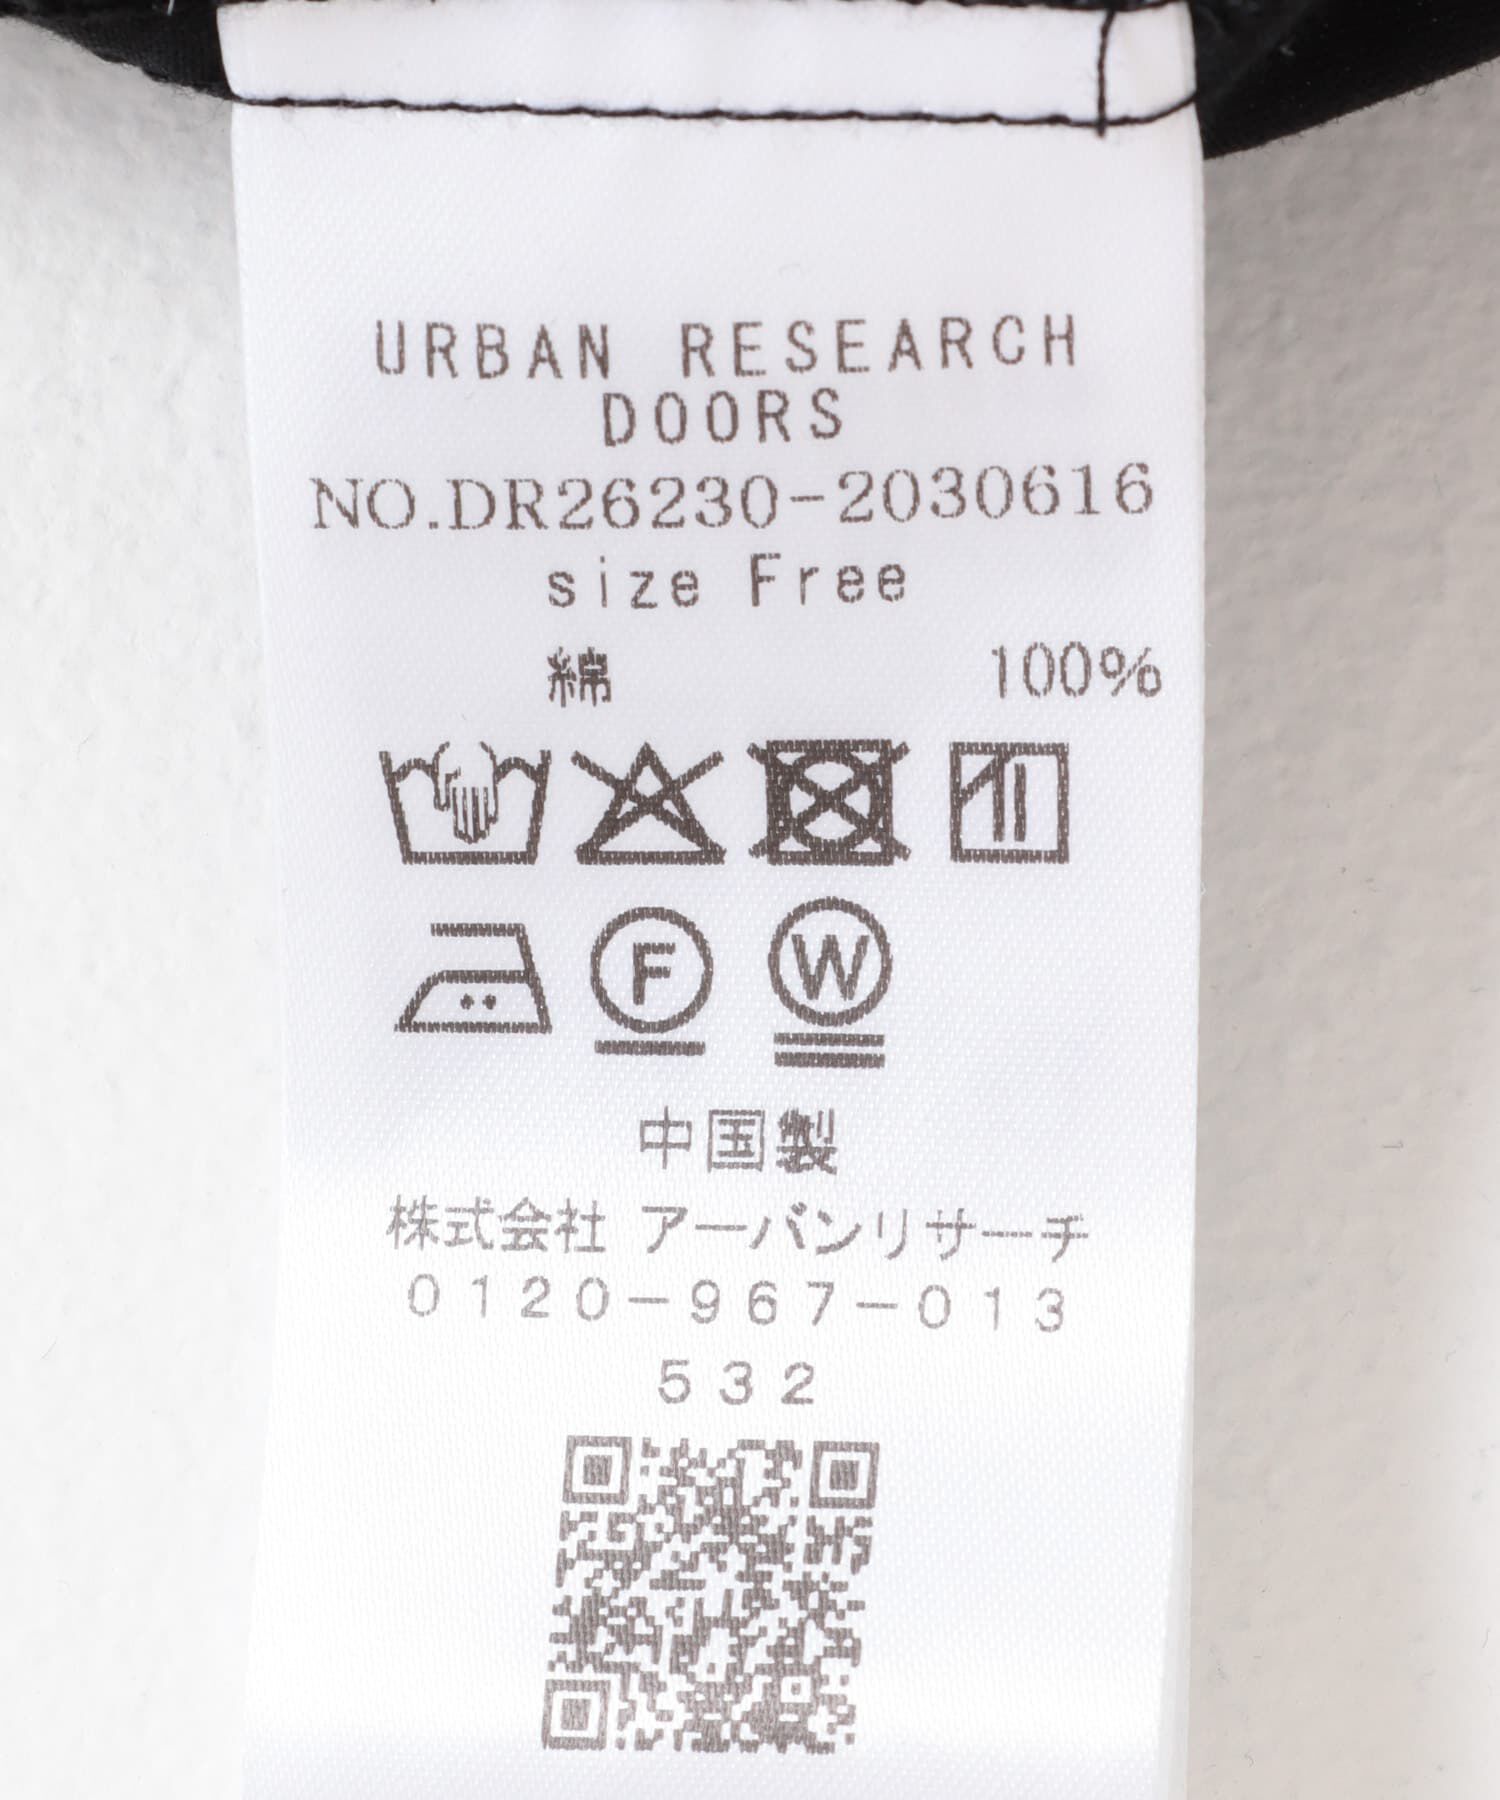 URBAN RESEARCH
DOORS
NO.DR26230-2030616
size Free
綿 100%
F W
中国製
株式会社 アーバンリサーチ
0120-967-013
532